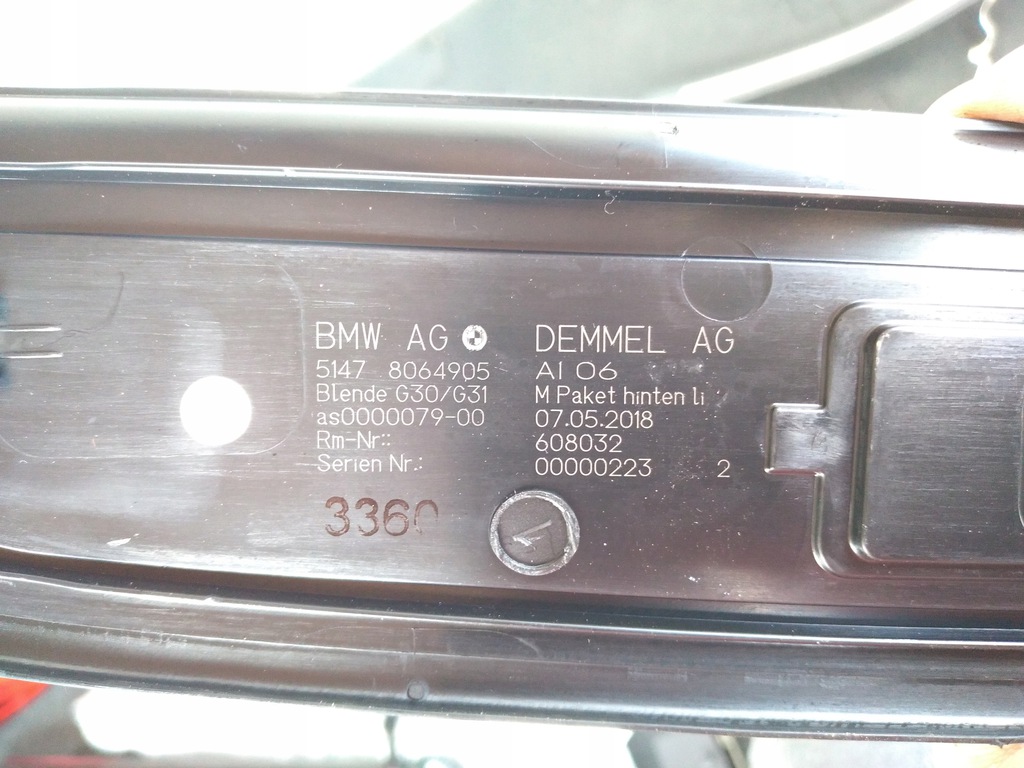 BMW AG DEMMEL AG
5147 8064905 AI 06
Blende G30/G31 M Paket hinten li
as0000079-00 07.05.2018
Rm-Nr.: 608032
Serien Nr.: 00000223 2
3360